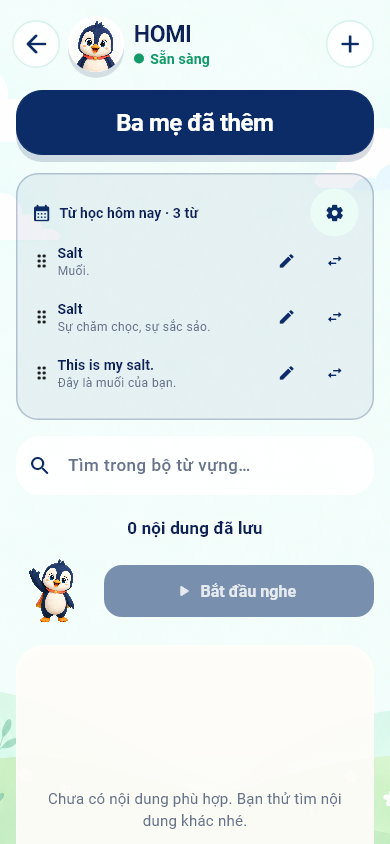 HOMI
Sẵn sàng
Ba mẹ đã thêm
Từ học hôm nay · 3 từ
Salt
Muối.
Salt
Sự chăm chọc, sự sắc sảo.
This is my salt.
Đây là muối của bạn.
Tìm trong bộ từ vựng…
0 nội dung đã lưu
Bắt đầu nghe
Chưa có nội dung phù hợp. Bạn thử tìm nội
dung khác nhé.